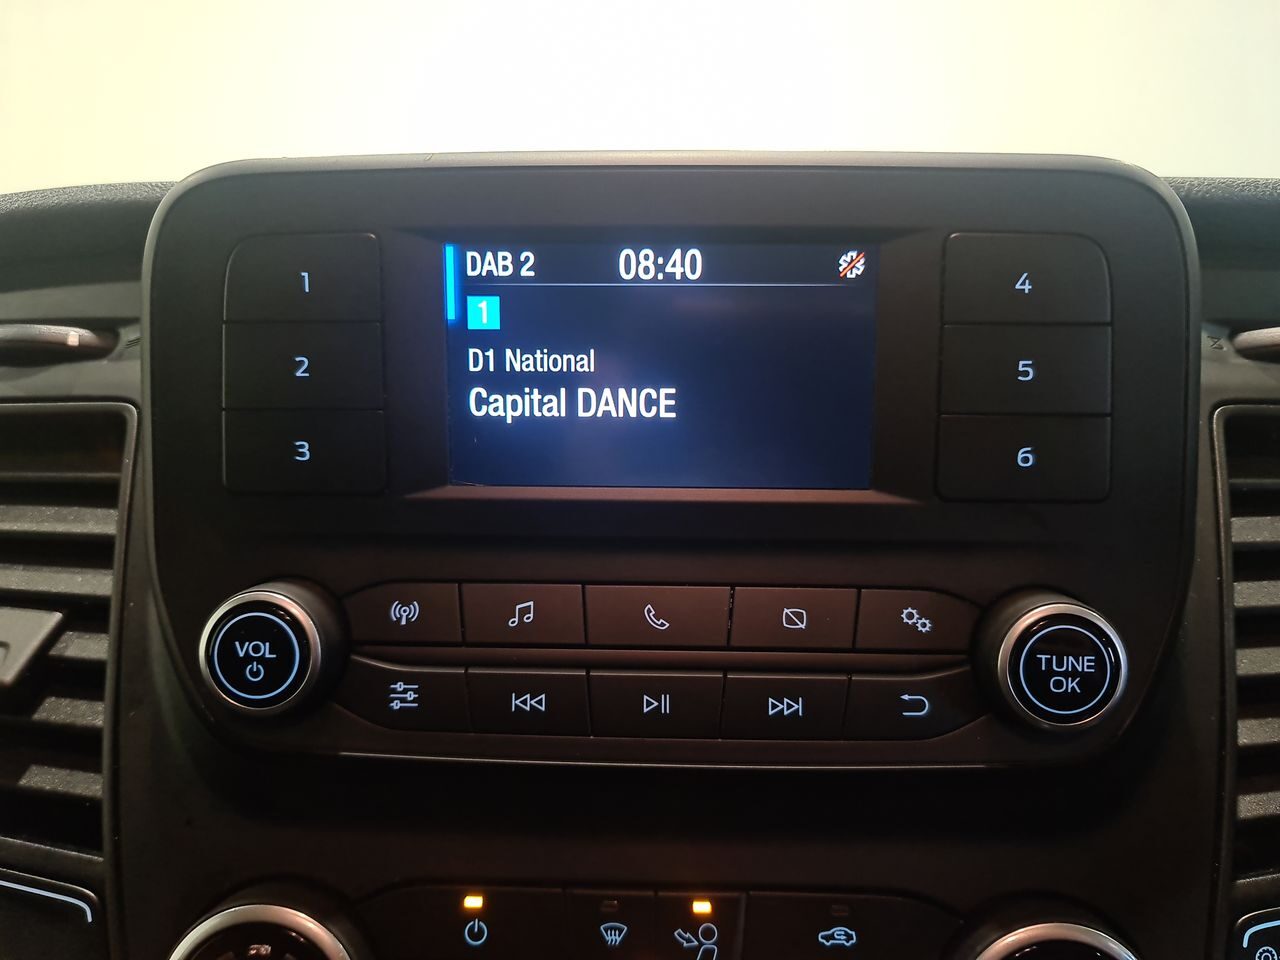 DAB 2 08:40
1
D1 National
Capital DANCE
1
2
3
4
5
6
VOL
TUNE
OK